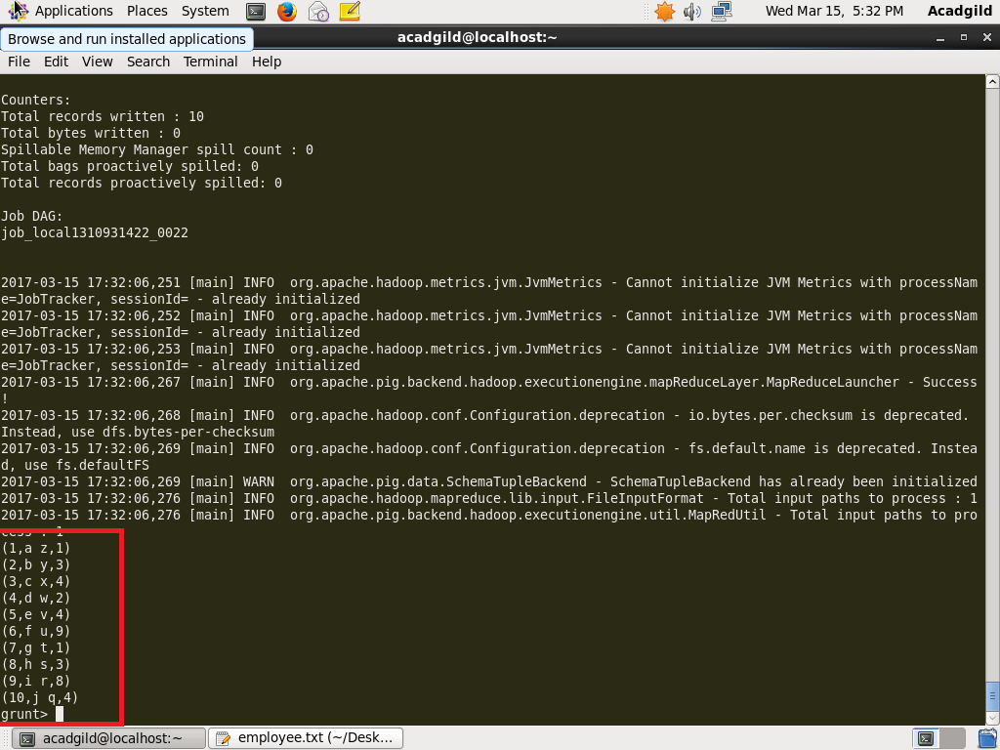 Applications Places System Wed Mar 15, 5:32 PM Acadgild
Browse and run installed applications
acadgild@localhost:~
File Edit View Search Terminal Help
Counters:
Total records written : 10
Total bytes written : 0
Spillable Memory Manager spill count : 0
Total bags proactively spilled: 0
Total records proactively spilled: 0
Job DAG:
job_local1310931422_0022
2017-03-15 17:32:06,251 [main] INFO  org.apache.hadoop.metrics.jvm.JvmMetrics - Cannot initialize JVM Metrics with processNam
e=JobTracker, sessionId= - already initialized
2017-03-15 17:32:06,252 [main] INFO  org.apache.hadoop.metrics.jvm.JvmMetrics - Cannot initialize JVM Metrics with processNam
e=JobTracker, sessionId= - already initialized
2017-03-15 17:32:06,253 [main] INFO  org.apache.hadoop.metrics.jvm.JvmMetrics - Cannot initialize JVM Metrics with processNam
e=JobTracker, sessionId= - already initialized
2017-03-15 17:32:06,267 [main] INFO  org.apache.pig.backend.hadoop.executionengine.mapReduceLayer.MapReduceLauncher - Success
!
2017-03-15 17:32:06,268 [main] INFO  org.apache.hadoop.conf.Configuration.deprecation - io.bytes.per.checksum is deprecated.
Instead, use dfs.bytes-per-checksum
2017-03-15 17:32:06,269 [main] INFO  org.apache.hadoop.conf.Configuration.deprecation - fs.default.name is deprecated. Instea
d, use fs.defaultFS
2017-03-15 17:32:06,269 [main] WARN  org.apache.pig.data.SchemaTupleBackend - SchemaTupleBackend has already been initialized
2017-03-15 17:32:06,276 [main] INFO  org.apache.hadoop.mapreduce.lib.input.FileInputFormat - Total input paths to process : 1
2017-03-15 17:32:06,276 [main] INFO  org.apache.pig.backend.hadoop.executionengine.util.MapRedUtil - Total input paths to pro
cess : 1
(1,a z,1)
(2,b y,3)
(3,c x,4)
(4,d w,2)
(5,e v,4)
(6,f u,9)
(7,g t,1)
(8,h s,3)
(9,i r,8)
(10,j q,4)
grunt>
acadgild@localhost:~ employee.txt (~/Desk...